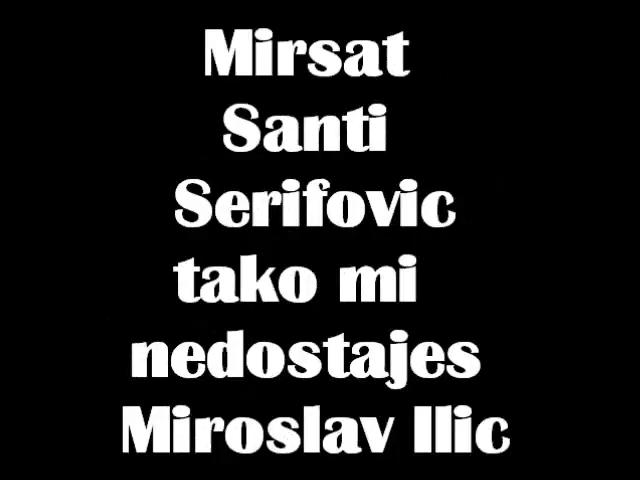 Mirsat
Santi
Serifovic
tako mi
nedostajes
Miroslav Ilic